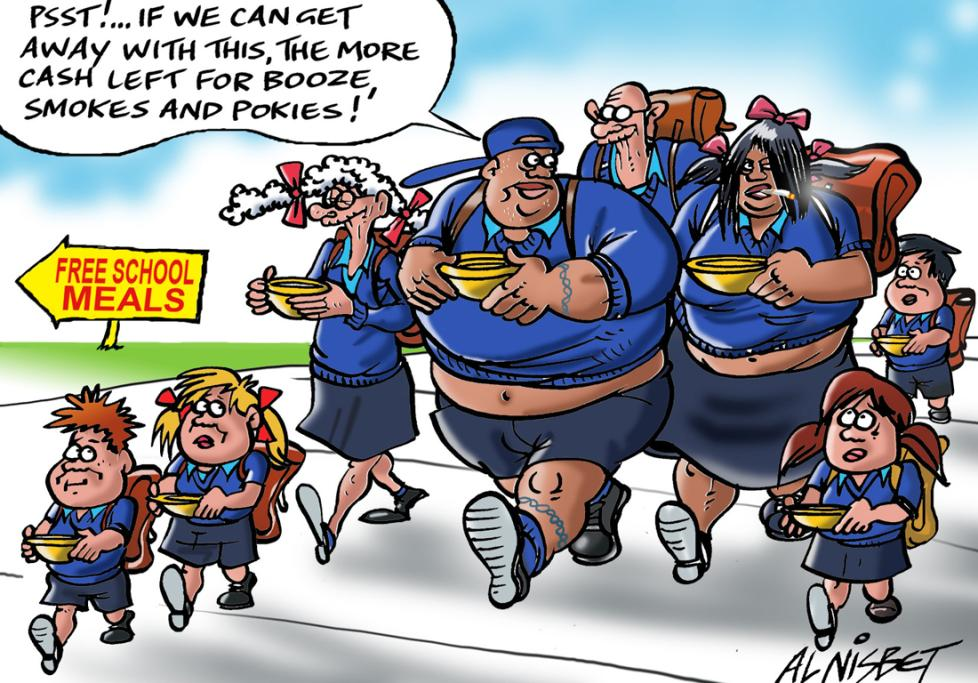 PSST!... IF WE CAN GET
AWAY WITH THIS, THE MORE
CASH LEFT FOR BOOZE,
SMOKES AND POKIES!'
FREE SCHOOL
MEALS
AL NISBET